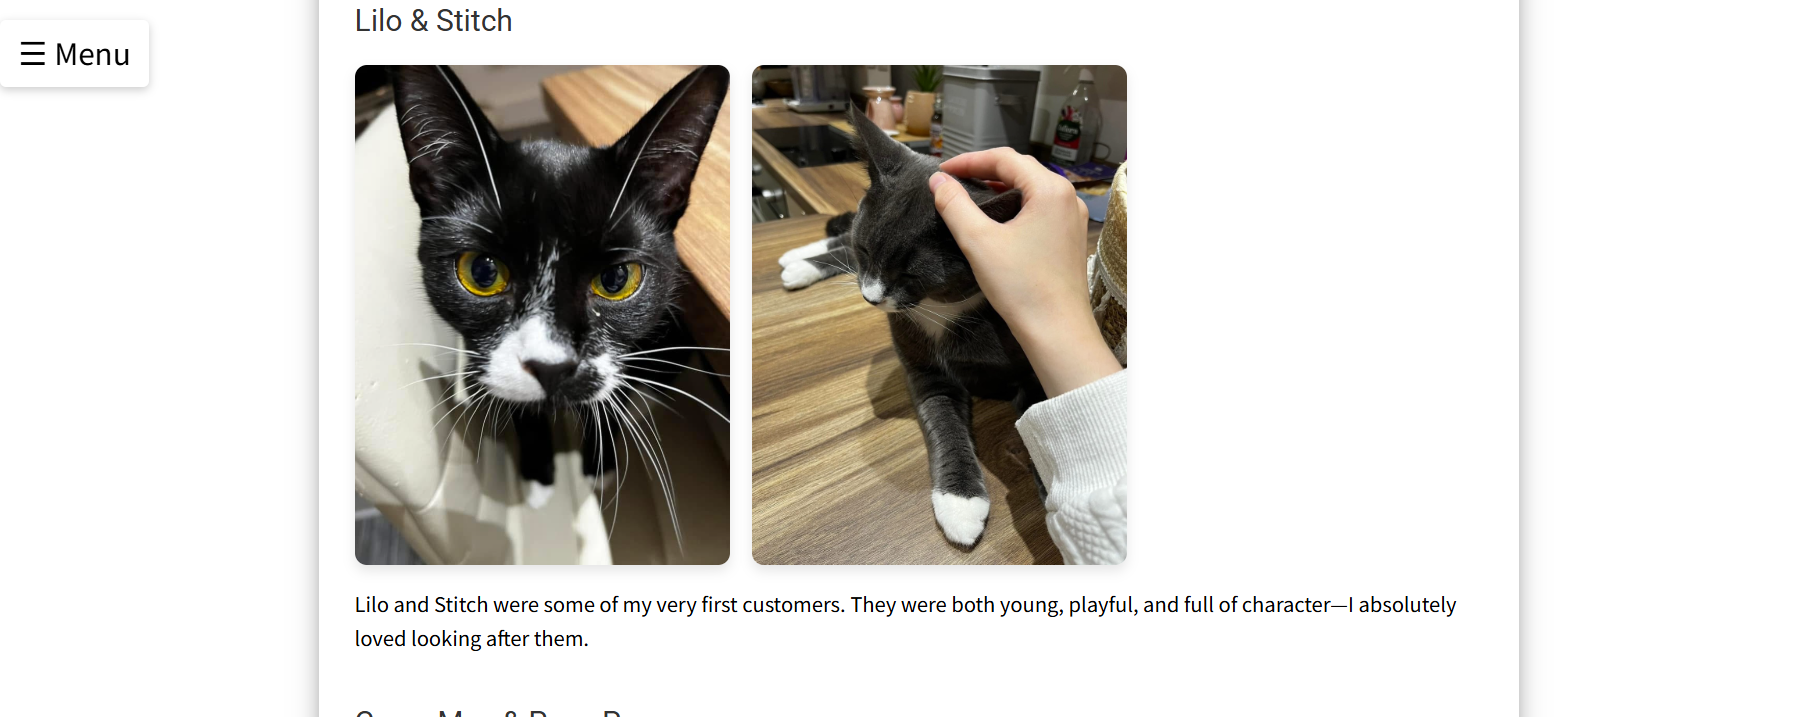 Lilo & Stitch
☰ Menu
Lilo and Stitch were some of my very first customers. They were both young, playful, and full of character—I absolutely
loved looking after them.